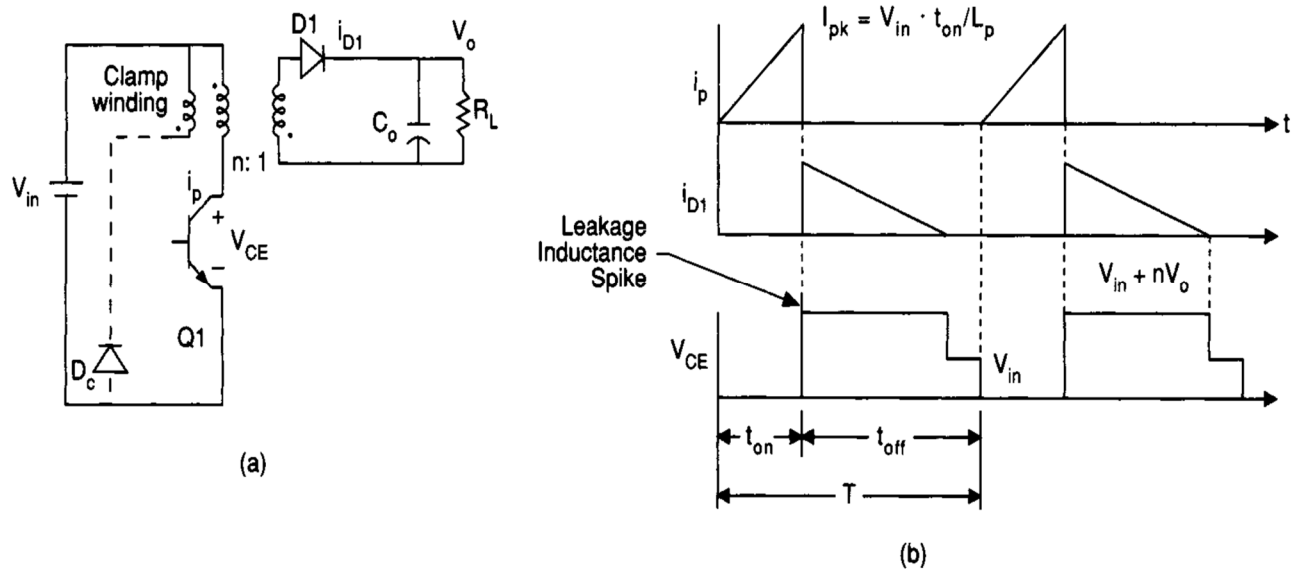 D1
i_D1
V_o
Clamp
winding
C_o
R_L
n: 1
V_in
i_p
+
V_CE
–
Q1
D_c
(a)
I_pk = V_in · t_on/L_p
i_p
t
i_D1
Leakage
Inductance
Spike
V_in + nV_o
V_CE
V_in
t_on
t_off
T
(b)